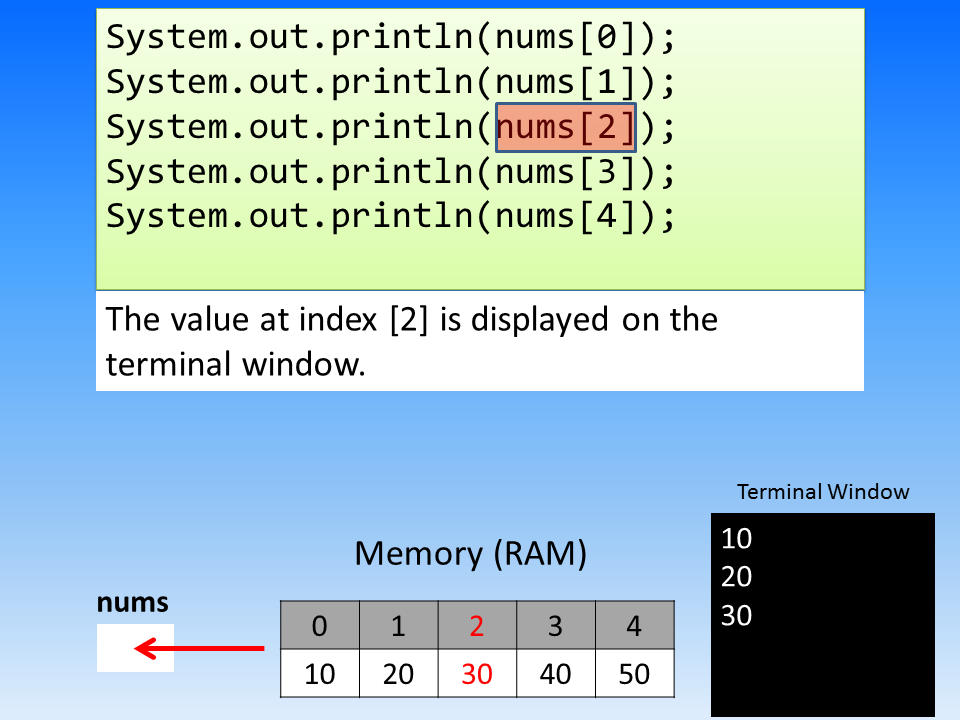 System.out.println(nums[0]);
System.out.println(nums[1]);
System.out.println(nums[2]);
System.out.println(nums[3]);
System.out.println(nums[4]);
The value at index [2] is displayed on the
terminal window.
Terminal Window
10
20
30
Memory (RAM)
nums
0 1 2 3 4
10 20 30 40 50